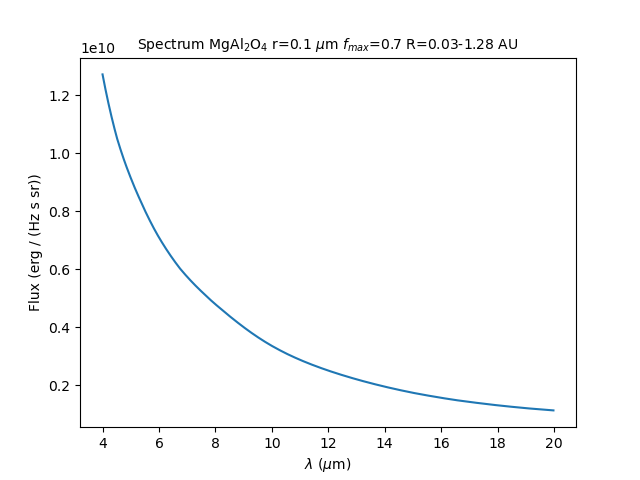 Spectrum MgAl₂O₄ r=0.1 μm f_max=0.7 R=0.03-1.28 AU
1e10
1.2
1.0
0.8
0.6
0.4
0.2
Flux (erg / (Hz s sr))
4 6 8 10 12 14 16 18 20
λ (μm)